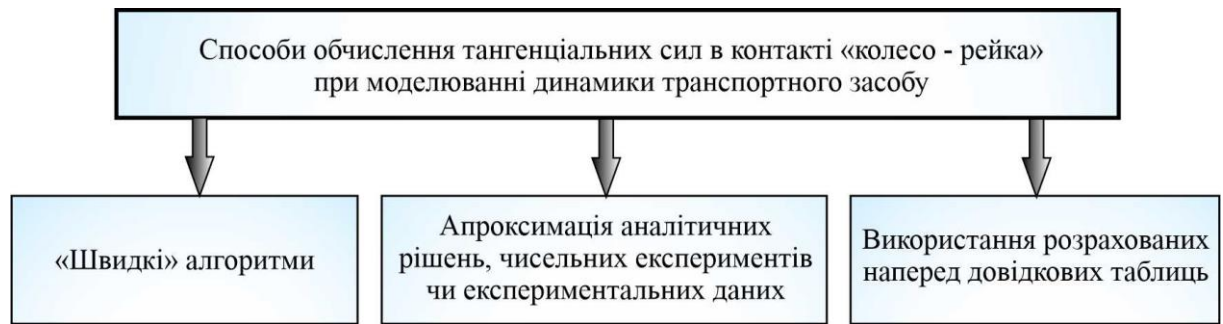 Способи обчислення тангенціальних сил в контакті «колесо - рейка»
при моделюванні динаміки транспортного засобу
«Швидкі» алгоритми
Апроксимація аналітичних
рішень, чисельних експериментів
чи експериментальних даних
Використання розрахованих
наперед довідкових таблиць